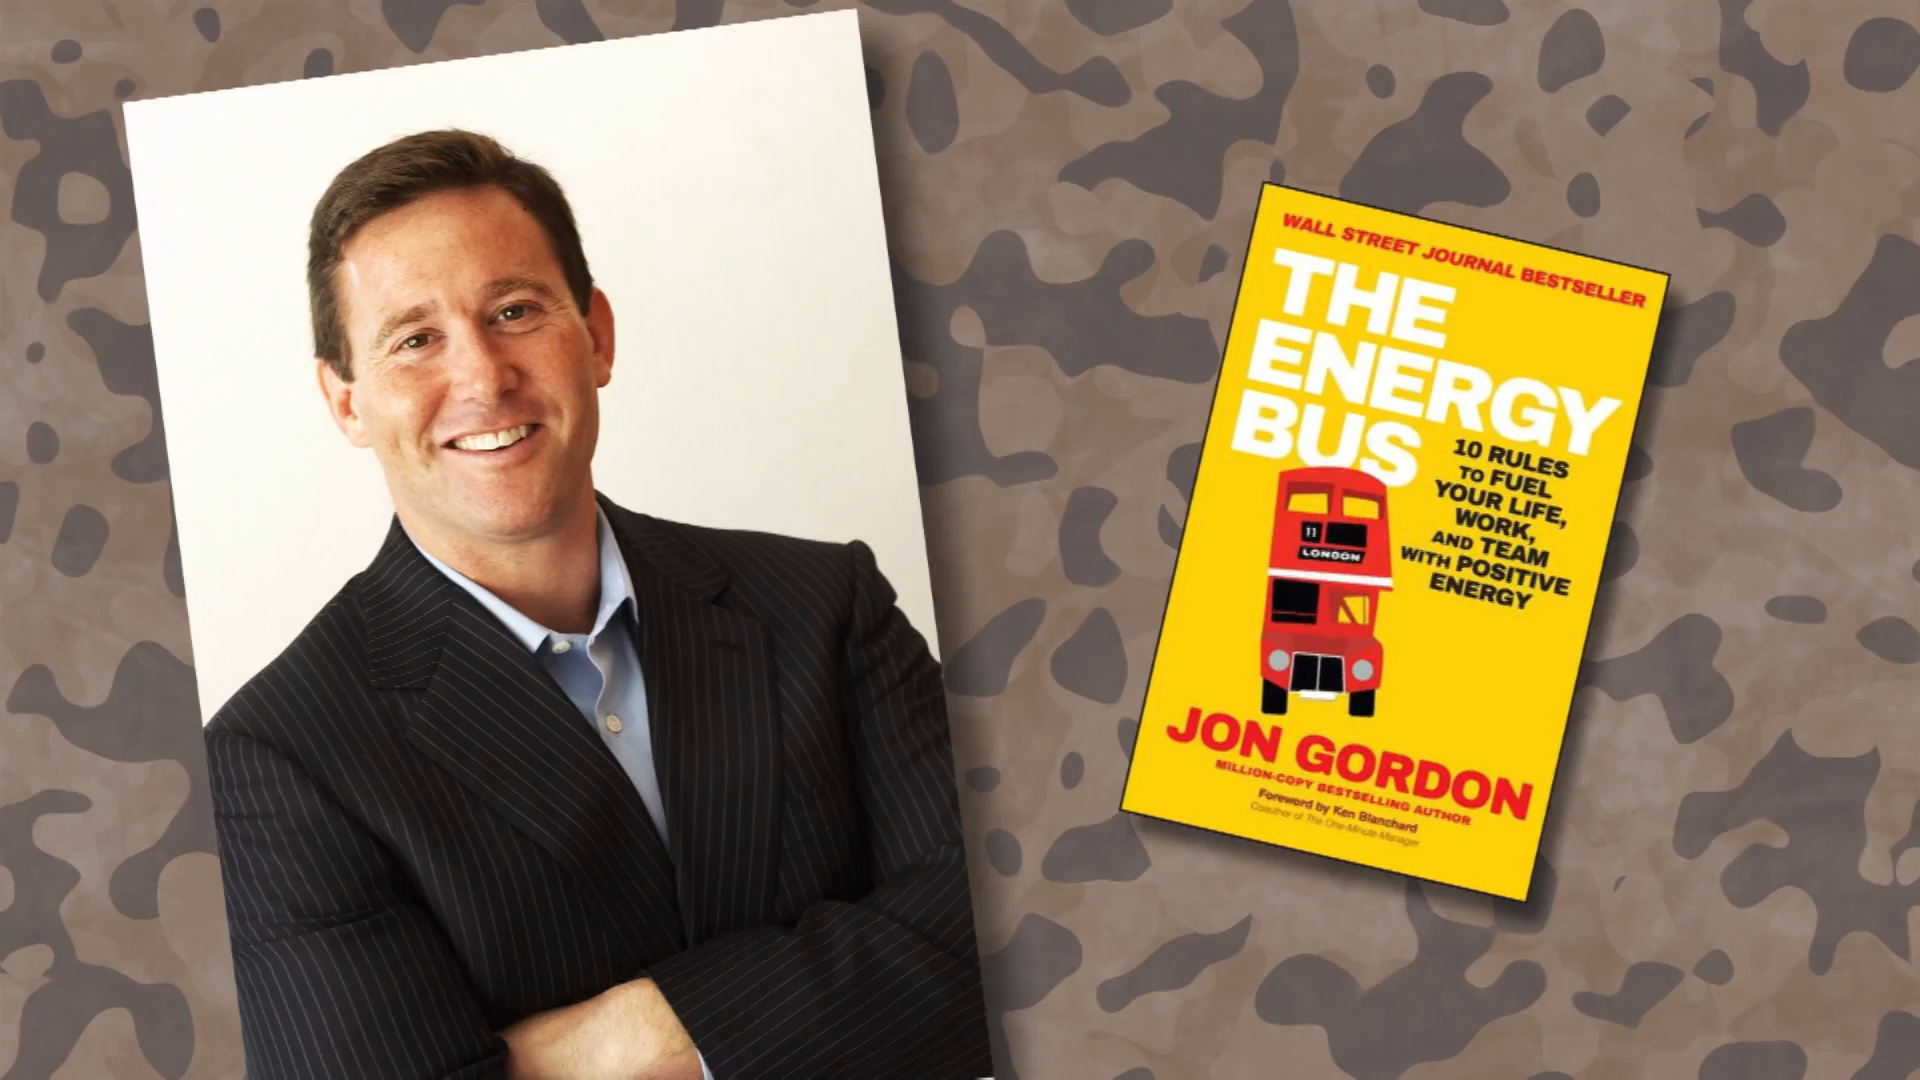 WALL STREET JOURNAL BESTSELLER
THE
ENERGY
BUS
10 RULES
TO FUEL
YOUR LIFE,
WORK,
AND TEAM
WITH POSITIVE
ENERGY
11
LONDON
JON GORDON
MILLION-COPY BESTSELLING AUTHOR
Foreword by Ken Blanchard
Coauthor of The One Minute Manager